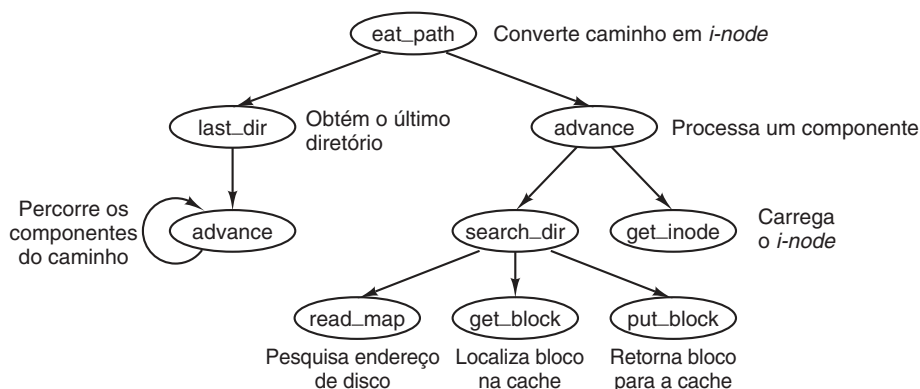 eat_path
Converte caminho em i-node
last_dir
Obtém o último
diretório
advance
Processa um componente
Percorre os
componentes
do caminho
advance
search_dir
get_inode
Carrega
o i-node
read_map
get_block
put_block
Pesquisa endereço
de disco
Localiza bloco
na cache
Retorna bloco
para a cache